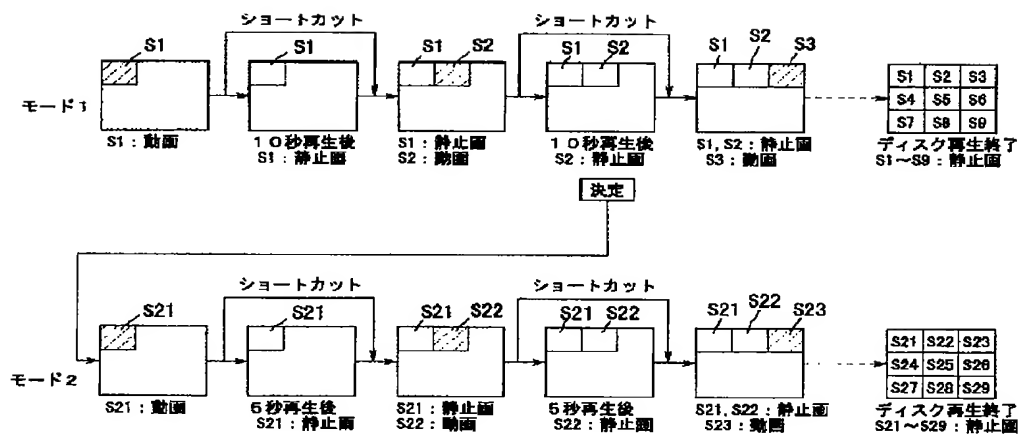 ショートカット
ショートカット
S1
S1
S1 S2
S1 S2
S1 S2 S3
モード1
S1 S2 S3
S4 S5 S6
S7 S8 S9
S1：動画
10秒再生後
S1：静止画
S1：静止画
S2：動画
10秒再生後
S2：静止画
S1, S2：静止画
S3：動画
ディスク再生終了
S1～S9：静止画
決定
ショートカット
ショートカット
S21
S21
S21 S22
S21 S22
S21 S22 S23
モード2
S21 S22 S23
S24 S25 S26
S27 S28 S29
S21：動画
5秒再生後
S21：静止画
S21：静止画
S22：動画
5秒再生後
S22：静止画
S21, S22：静止画
S23：動画
ディスク再生終了
S21～S29：静止画